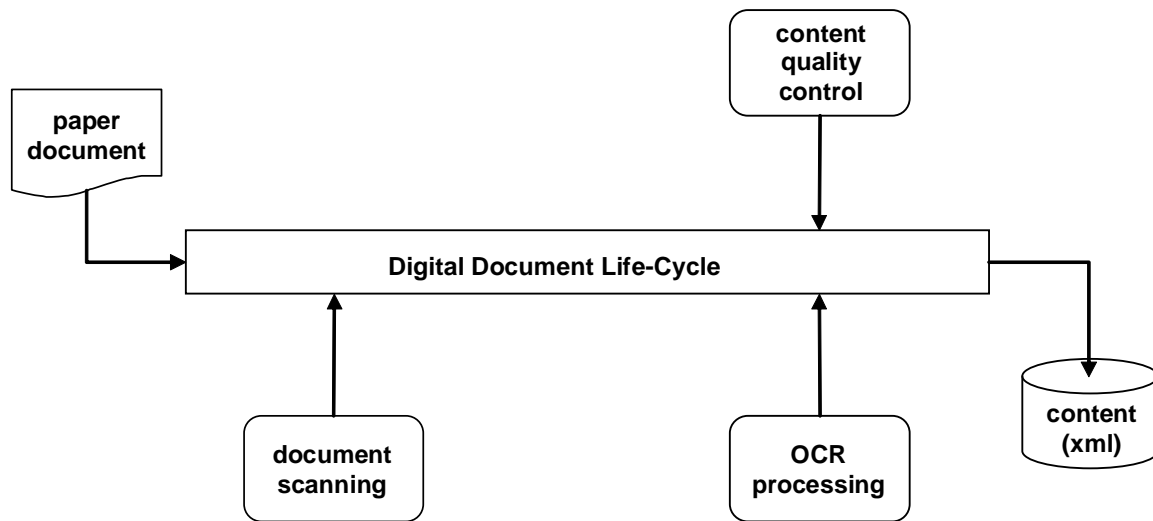 content
quality
control
paper
document
Digital Document Life-Cycle
document
scanning
OCR
processing
content
(xml)